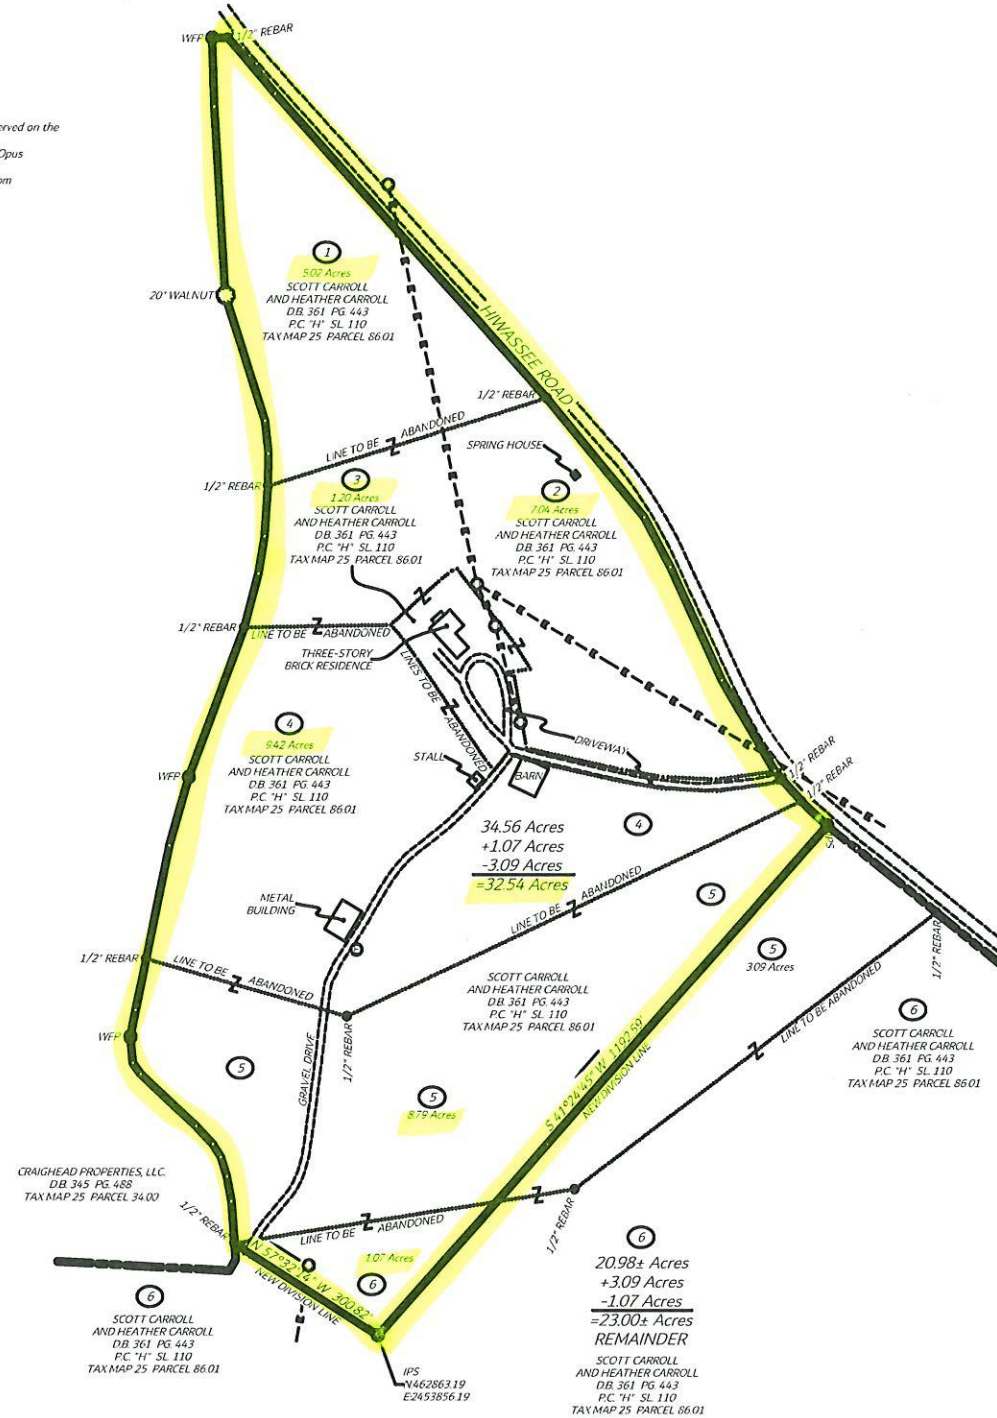 WFP
1/2" REBAR
erved on the
Opus
om
1
5.02 Acres
SCOTT CARROLL
AND HEATHER CARROLL
D.B. 361 PG. 443
P.C. "H" SL. 110
TAX MAP 25 PARCEL 86.01
20" WALNUT
HIWASSEE ROAD
1/2" REBAR
LINE TO BE ABANDONED
SPRING HOUSE
1/2" REBAR
3
1.20 Acres
SCOTT CARROLL
AND HEATHER CARROLL
D.B. 361 PG. 443
P.C. "H" SL. 110
TAX MAP 25 PARCEL 86.01
2
7.04 Acres
SCOTT CARROLL
AND HEATHER CARROLL
D.B. 361 PG. 443
P.C. "H" SL. 110
TAX MAP 25 PARCEL 86.01
1/2" REBAR
LINE TO BE ABANDONED
THREE-STORY
BRICK RESIDENCE
LINES TO BE ABANDONED
4
9.42 Acres
SCOTT CARROLL
AND HEATHER CARROLL
D.B. 361 PG. 443
P.C. "H" SL. 110
TAX MAP 25 PARCEL 86.01
WFP
STALL
BARN
DRIVEWAY
1/2" REBAR
1/2" REBAR
IPS
34.56 Acres
+1.07 Acres
-3.09 Acres
=32.54 Acres
4
LINE TO BE ABANDONED
5
METAL
BUILDING
5
3.09 Acres
1/2" REBAR
1/2" REBAR
LINE TO BE ABANDONED
SCOTT CARROLL
AND HEATHER CARROLL
D.B. 361 PG. 443
P.C. "H" SL. 110
TAX MAP 25 PARCEL 86.01
LINE TO BE ABANDONED
6
SCOTT CARROLL
AND HEATHER CARROLL
D.B. 361 PG. 443
P.C. "H" SL. 110
TAX MAP 25 PARCEL 86.01
WFP
1/2" REBAR
GRAVEL DRIVE
5
5
8.79 Acres
S 41°24'45" W 1192.59'
NEW DIVISION LINE
CRAIGHEAD PROPERTIES, LLC.
D.B. 345 PG. 488
TAX MAP 25 PARCEL 34.00
1/2" REBAR
LINE TO BE ABANDONED
1/2" REBAR
N 57°32'14" W 300.82'
NEW DIVISION LINE
1.07 Acres
6
6
SCOTT CARROLL
AND HEATHER CARROLL
D.B. 361 PG. 443
P.C. "H" SL. 110
TAX MAP 25 PARCEL 86.01
6
20.98± Acres
+3.09 Acres
-1.07 Acres
=23.00± Acres
REMAINDER
SCOTT CARROLL
AND HEATHER CARROLL
D.B. 361 PG. 443
P.C. "H" SL. 110
TAX MAP 25 PARCEL 86.01
IPS
N:462863.19
E:2453856.19